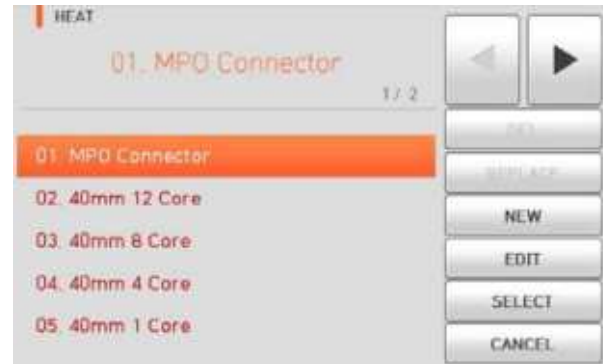 HEAT
01. MPO Connector
1/ 2
01. MPO Connector
02. 40mm 12 Core
03. 40mm 8 Core
04. 40mm 4 Core
05. 40mm 1 Core
REPLACE
NEW
EDIT
SELECT
CANCEL